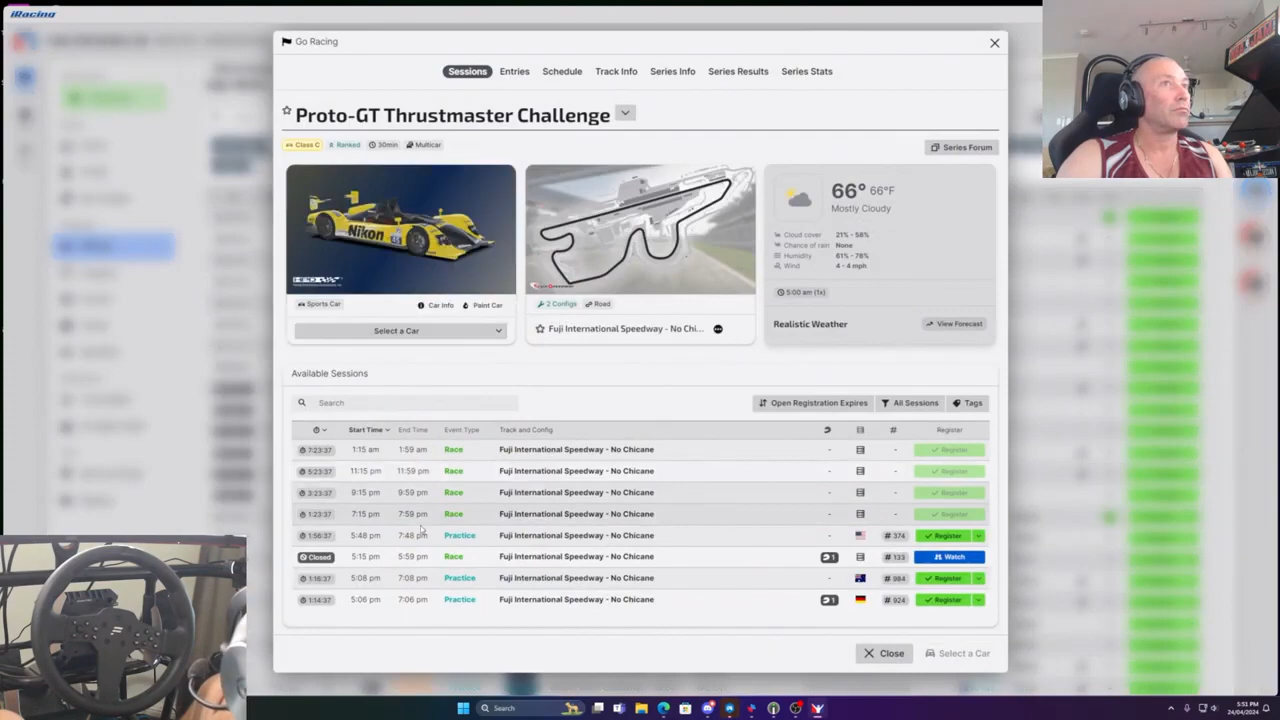 iRacing
Go Racing
Sessions Entries Schedule Track Info Series Info Series Results Series Stats
Proto-GT Thrustmaster Challenge
Class C Ranked 30min Multicar
Series Forum
Nikon
66° 66°F
Mostly Cloudy
Cloud cover 21% - 58%
Chance of rain None
Humidity 61% - 76%
Wind 4 - 4 mph
5:00 am (1x)
Realistic Weather View Forecast
Sports Car Car Info Paint Car
Select a Car
2 Configs Road
Fuji International Speedway - No Chi...
Available Sessions
Search Open Registration Expires All Sessions Tags
Start Time End Time Event Type Track and Config # Register
7:23:37 1:15 am 1:59 am Race Fuji International Speedway - No Chicane - - Register
5:23:37 11:15 pm 11:59 pm Race Fuji International Speedway - No Chicane - - Register
3:23:37 9:15 pm 9:59 pm Race Fuji International Speedway - No Chicane - - Register
1:23:37 7:15 pm 7:59 pm Race Fuji International Speedway - No Chicane - - Register
1:56:37 5:48 pm 7:48 pm Practice Fuji International Speedway - No Chicane - # 374 Register
Closed 5:15 pm 5:59 pm Race Fuji International Speedway - No Chicane 1 # 133 Watch
1:16:37 5:08 pm 7:08 pm Practice Fuji International Speedway - No Chicane - # 984 Register
1:14:37 5:06 pm 7:06 pm Practice Fuji International Speedway - No Chicane 1 # 924 Register
Close Select a Car
Search
5:51 PM
24/04/2024